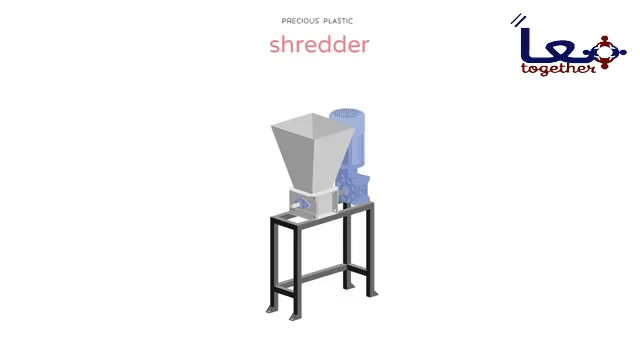 PRECIOUS PLASTIC
shredder
معاً
together